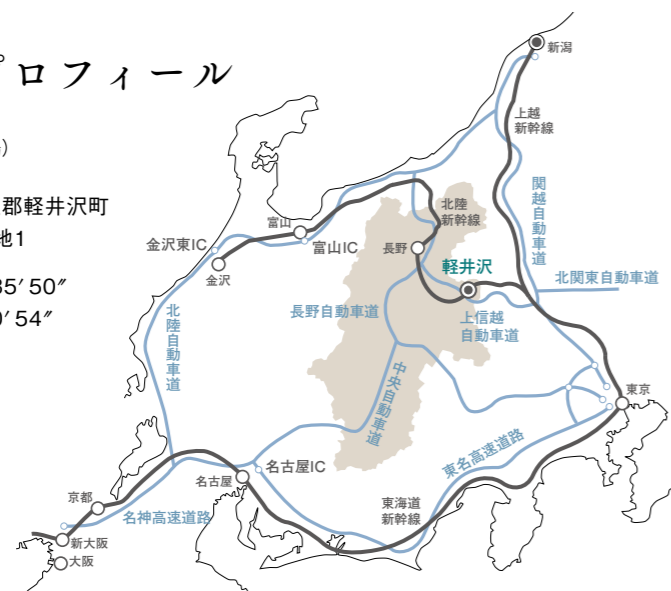 プロフィール
郡軽井沢町
地1
35′50″
54″
新潟
上越
新幹線
関越自動車道
北陸
新幹線
富山
富山IC
金沢東IC
金沢
長野
軽井沢
北関東自動車道
上信越
自動車道
長野自動車道
北陸自動車道
中央自動車道
東京
東名高速道路
名古屋IC
名古屋
東海道
新幹線
京都
名神高速道路
新大阪
大阪